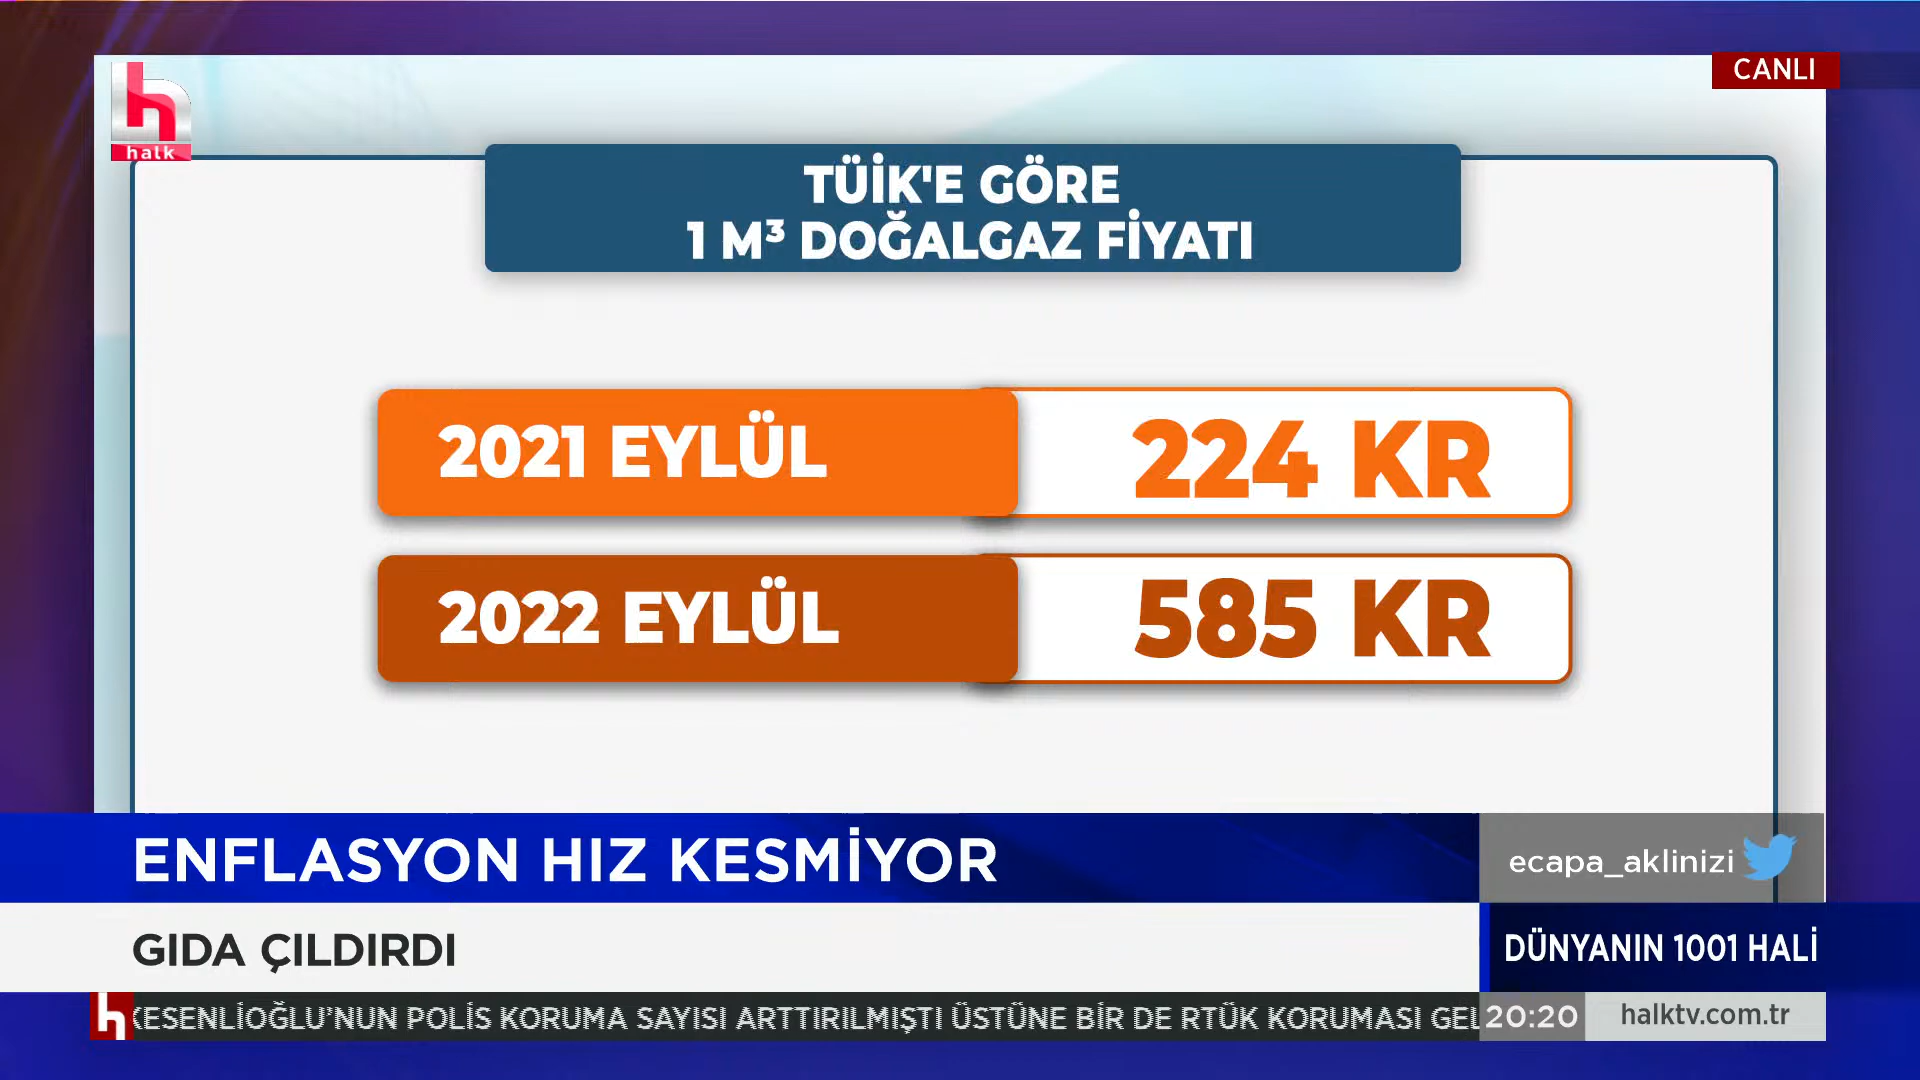 halk
CANLI
TÜİK'E GÖRE
1 M³ DOĞALGAZ FİYATI
2021 EYLÜL
224 KR
2022 EYLÜL
585 KR
ENFLASYON HIZ KESMİYOR
ecapa_aklinizi
GIDA ÇILDIRDI
DÜNYANIN 1001 HALİ
KESENLİOĞLU'NUN POLİS KORUMA SAYISI ARTTIRILMIŞTI ÜSTÜNE BİR DE RTÜK KORUMASI GEL
20:20
halktv.com.tr